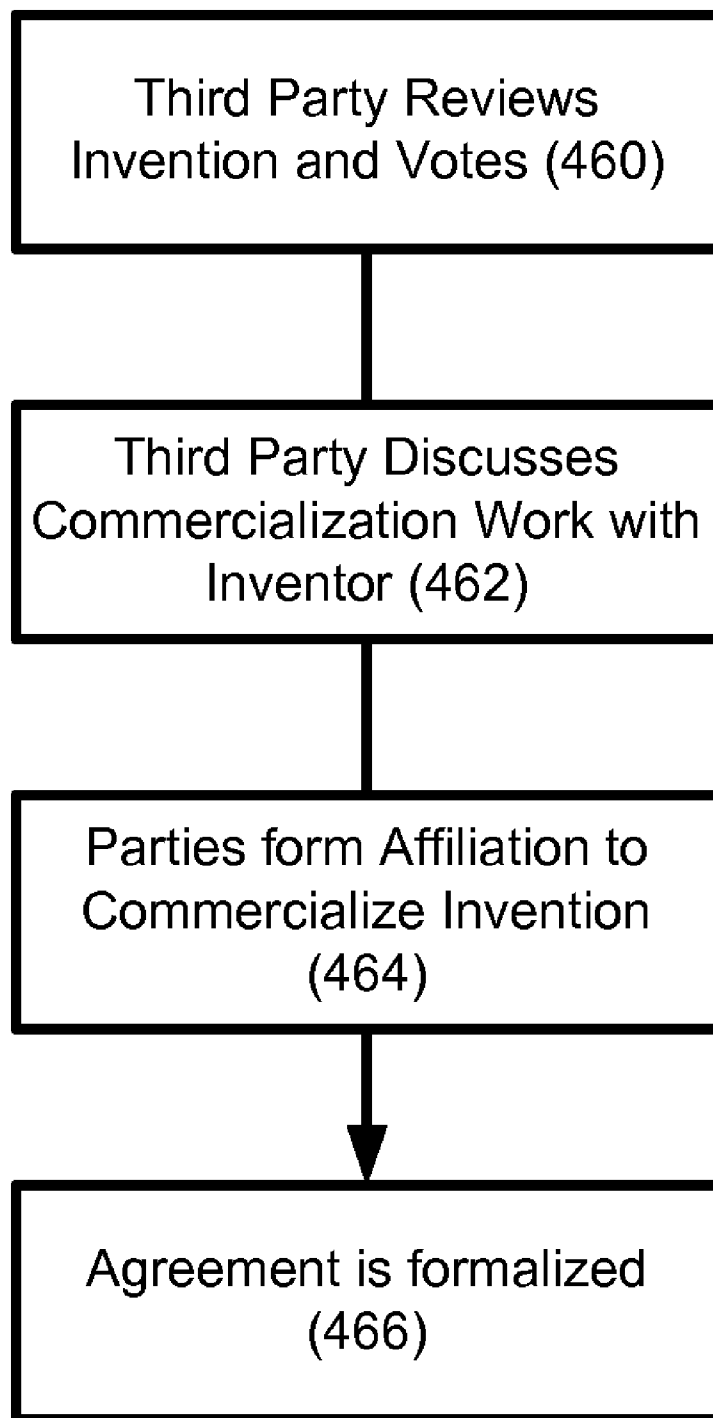 Third Party Reviews
Invention and Votes (460)
Third Party Discusses
Commercialization Work with
Inventor (462)
Parties form Affiliation to
Commercialize Invention
(464)
Agreement is formalized
(466)